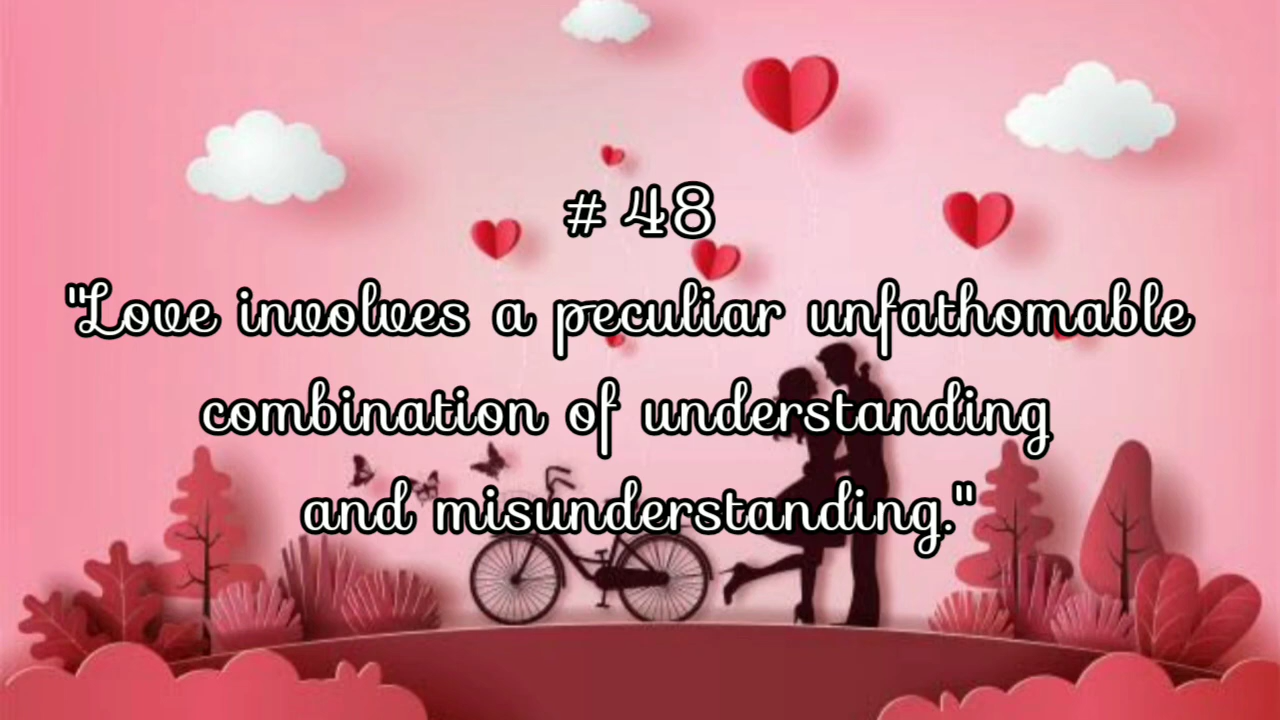 # 48
"Love involves a peculiar unfathomable
combination of understanding
and misunderstanding."